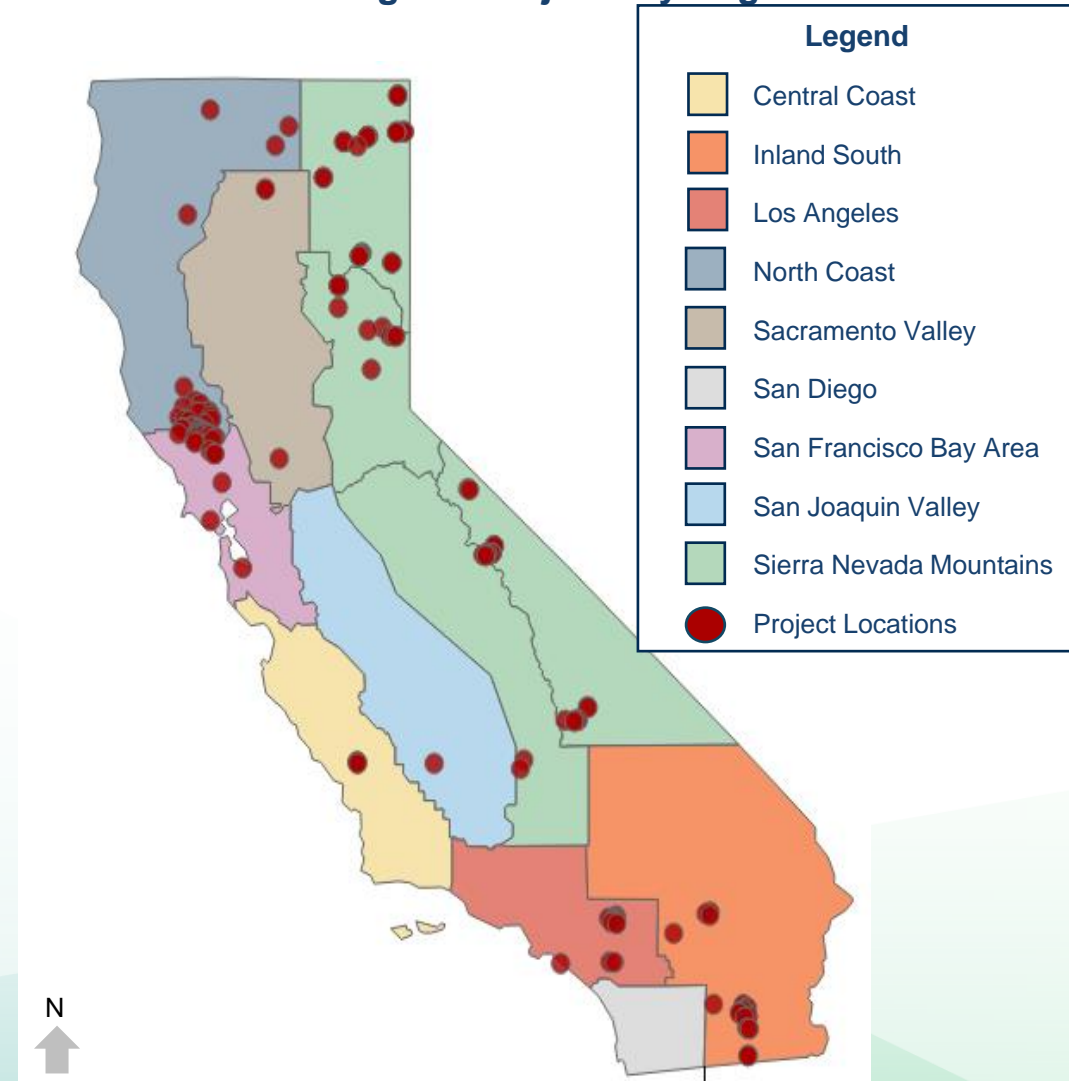 Legend
Central Coast
Inland South
Los Angeles
North Coast
Sacramento Valley
San Diego
San Francisco Bay Area
San Joaquin Valley
Sierra Nevada Mountains
Project Locations
N